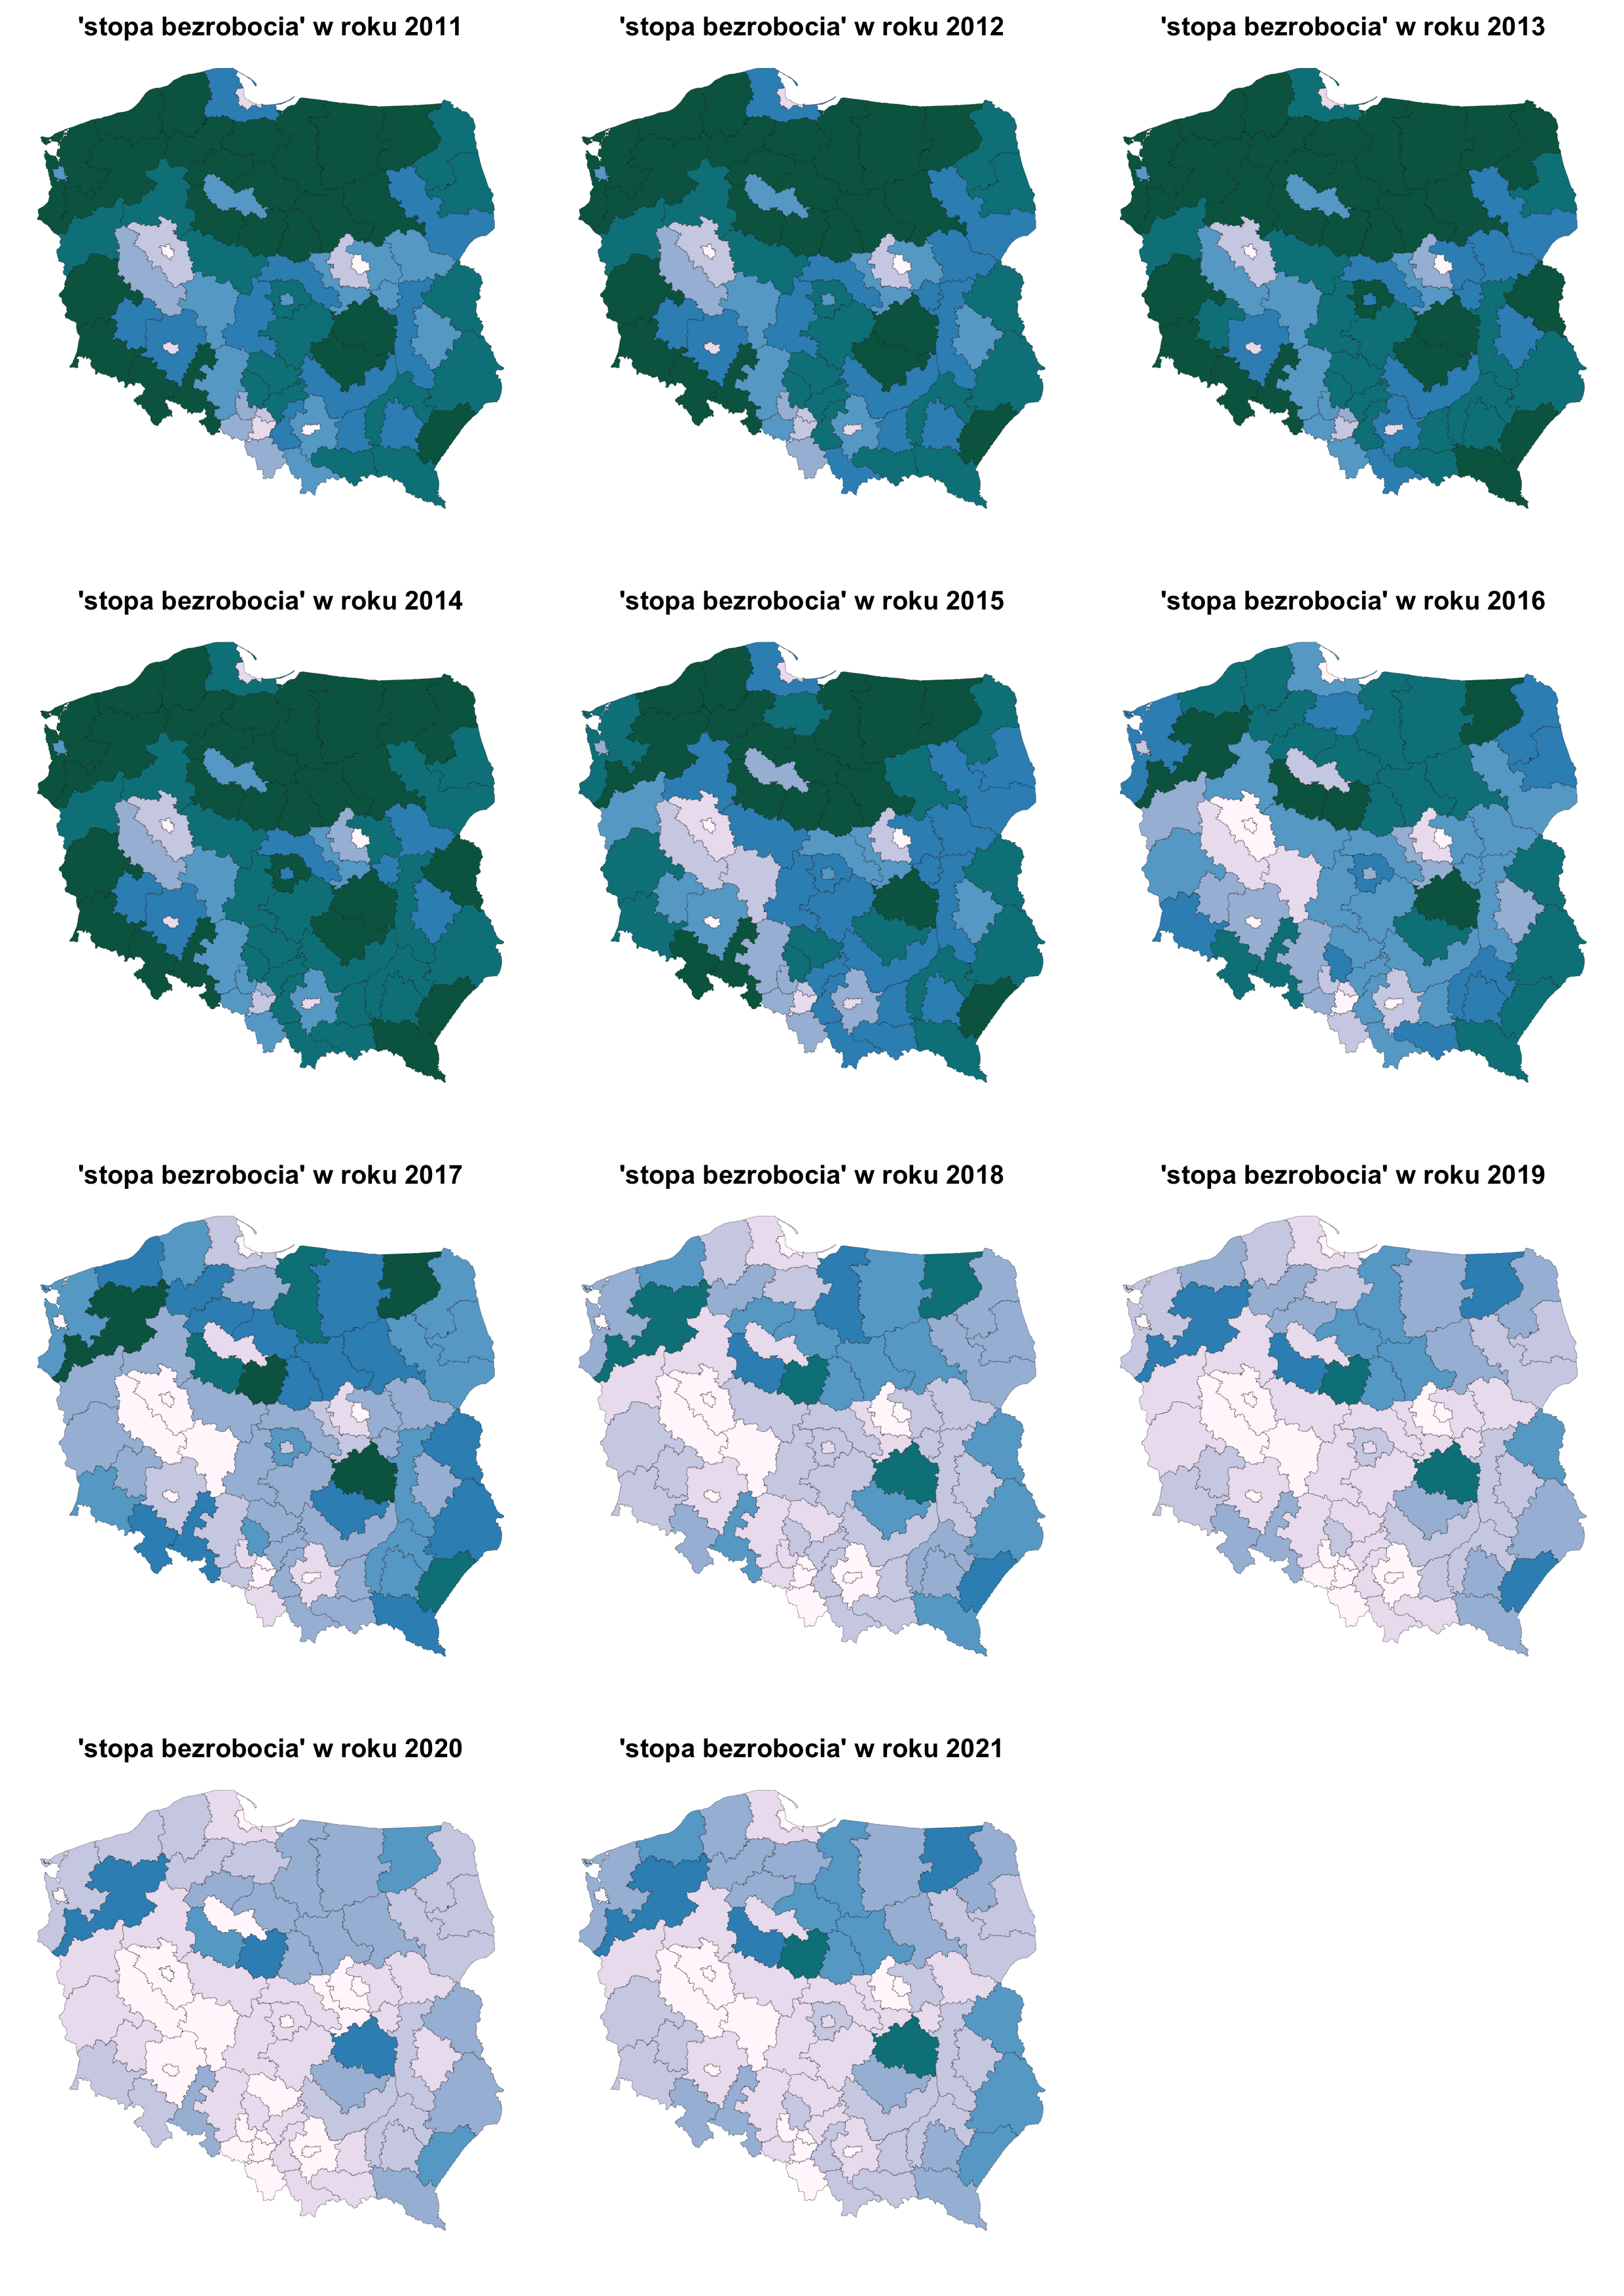 'stopa bezrobocia' w roku 2011
'stopa bezrobocia' w roku 2012
'stopa bezrobocia' w roku 2013
'stopa bezrobocia' w roku 2014
'stopa bezrobocia' w roku 2015
'stopa bezrobocia' w roku 2016
'stopa bezrobocia' w roku 2017
'stopa bezrobocia' w roku 2018
'stopa bezrobocia' w roku 2019
'stopa bezrobocia' w roku 2020
'stopa bezrobocia' w roku 2021